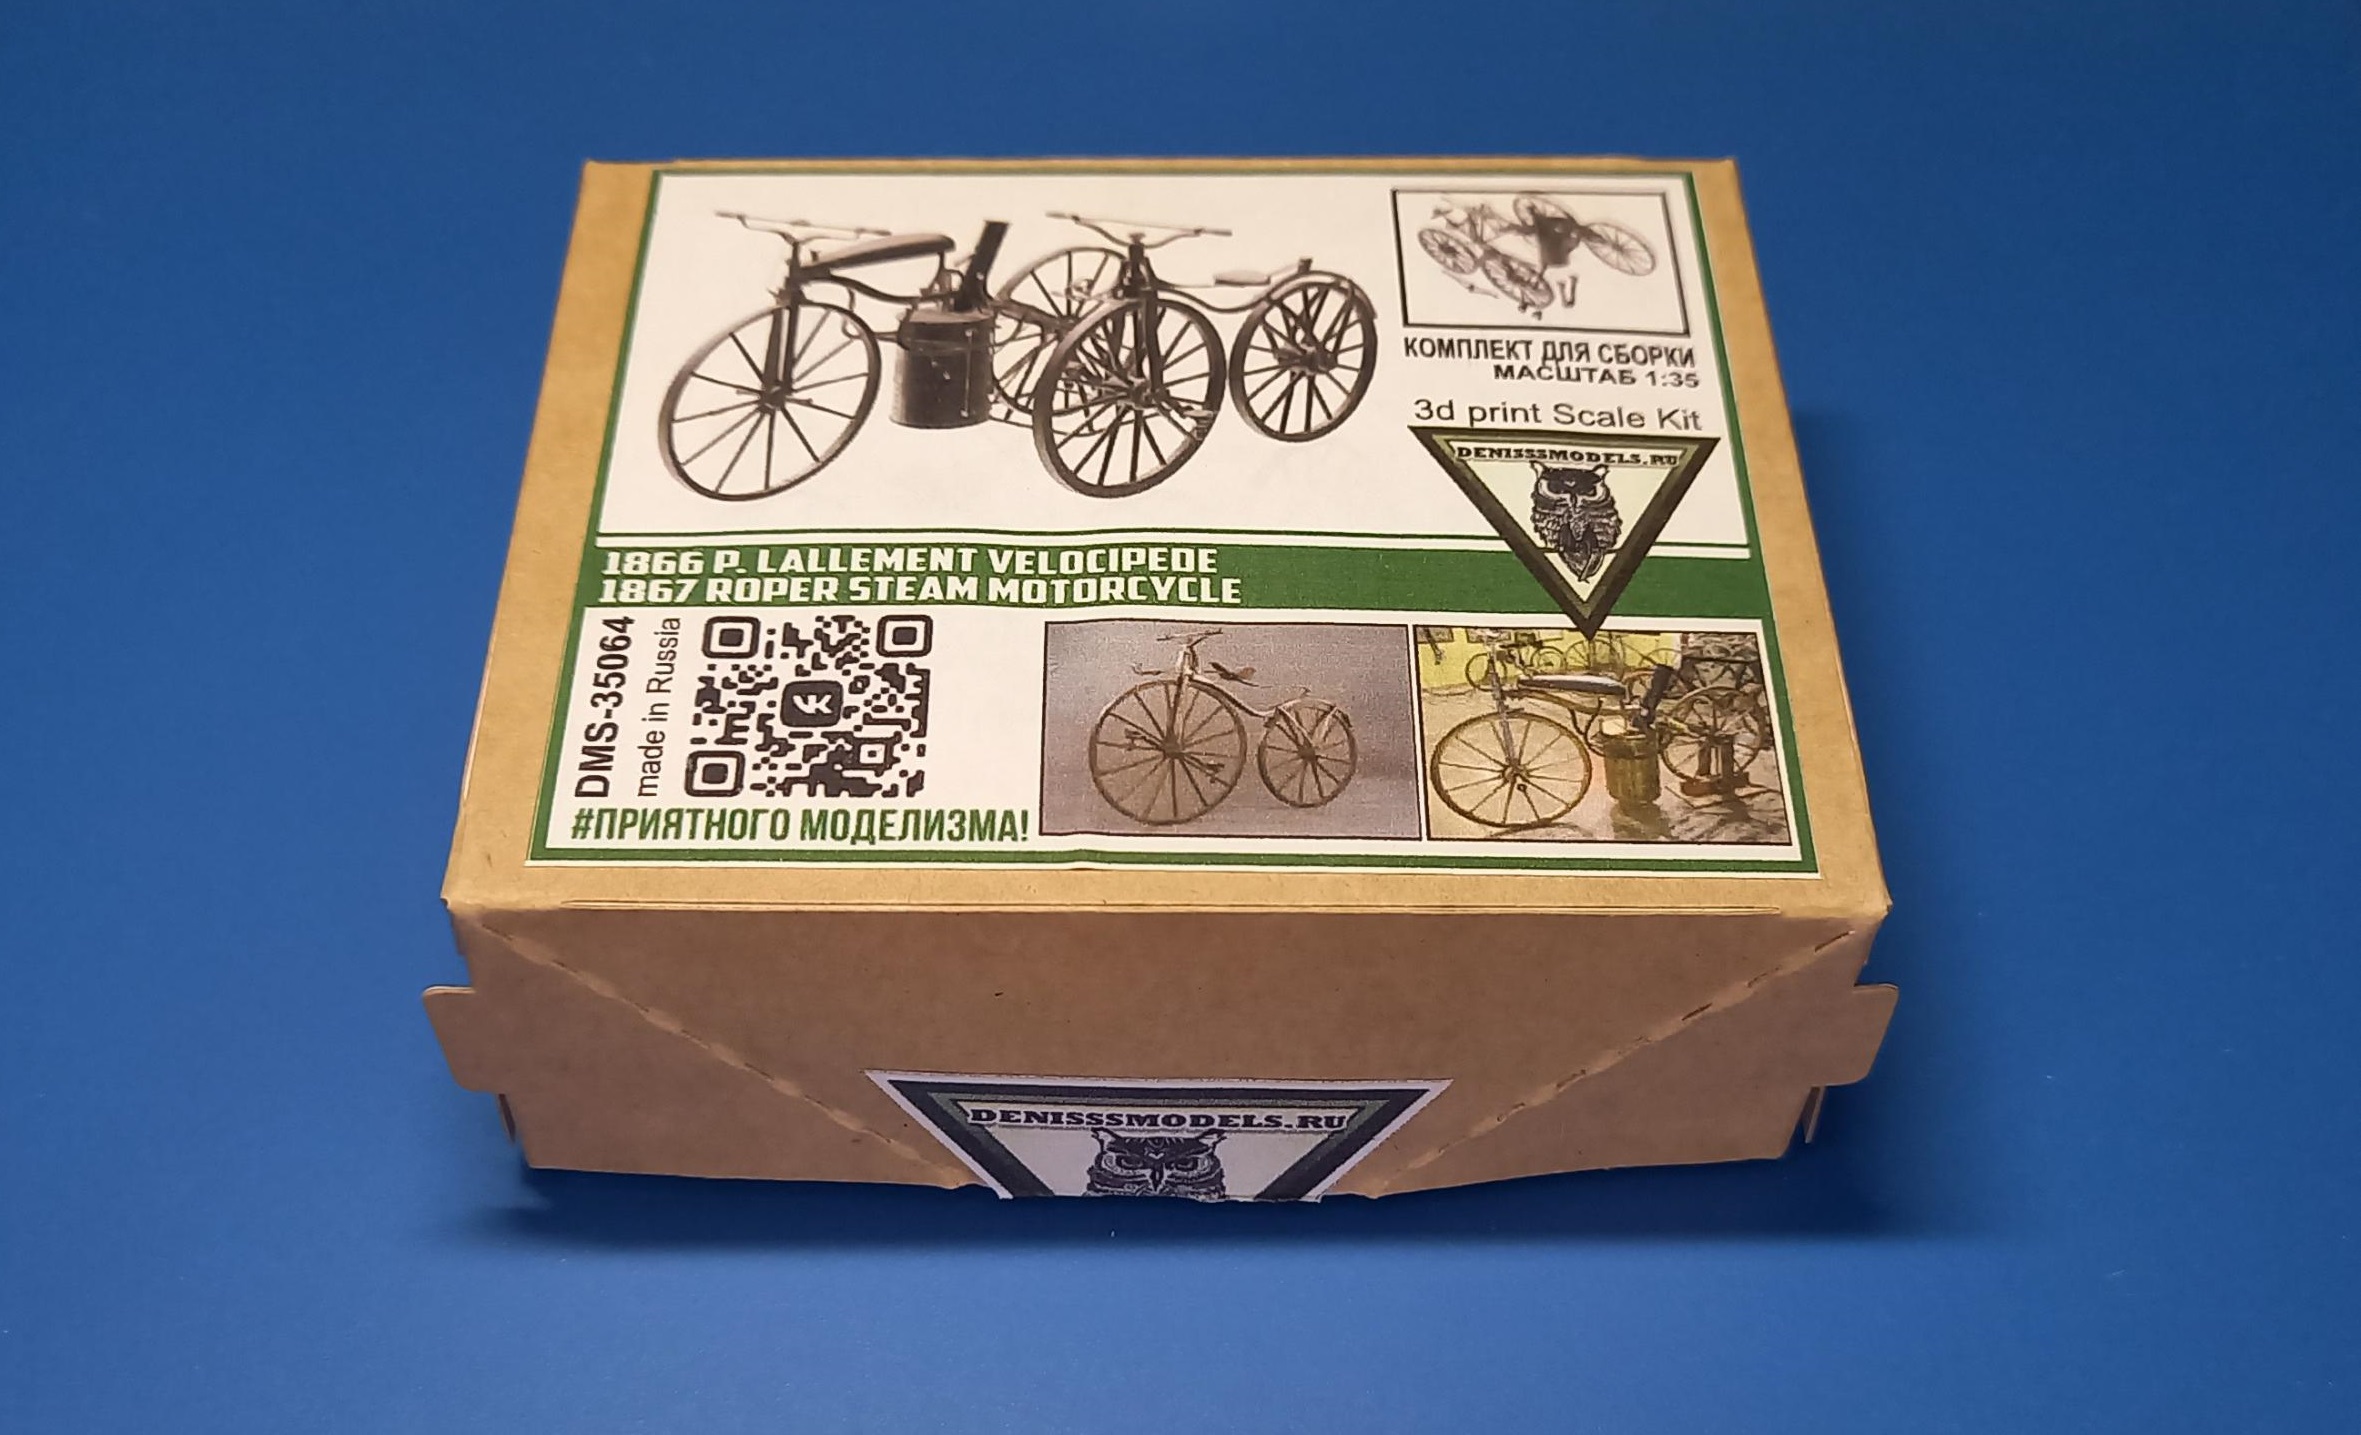 КОМПЛЕКТ ДЛЯ СБОРКИ
МАСШТАБ 1:35
3d print Scale Kit
DENISSSMODELS.RU
1866 P. LALLEMENT VELOCIPEDE
1867 ROPER STEAM MOTORCYCLE
DMS-35064
made in Russia
#ПРИЯТНОГО МОДЕЛИЗМА!
DENISSSMODELS.RU